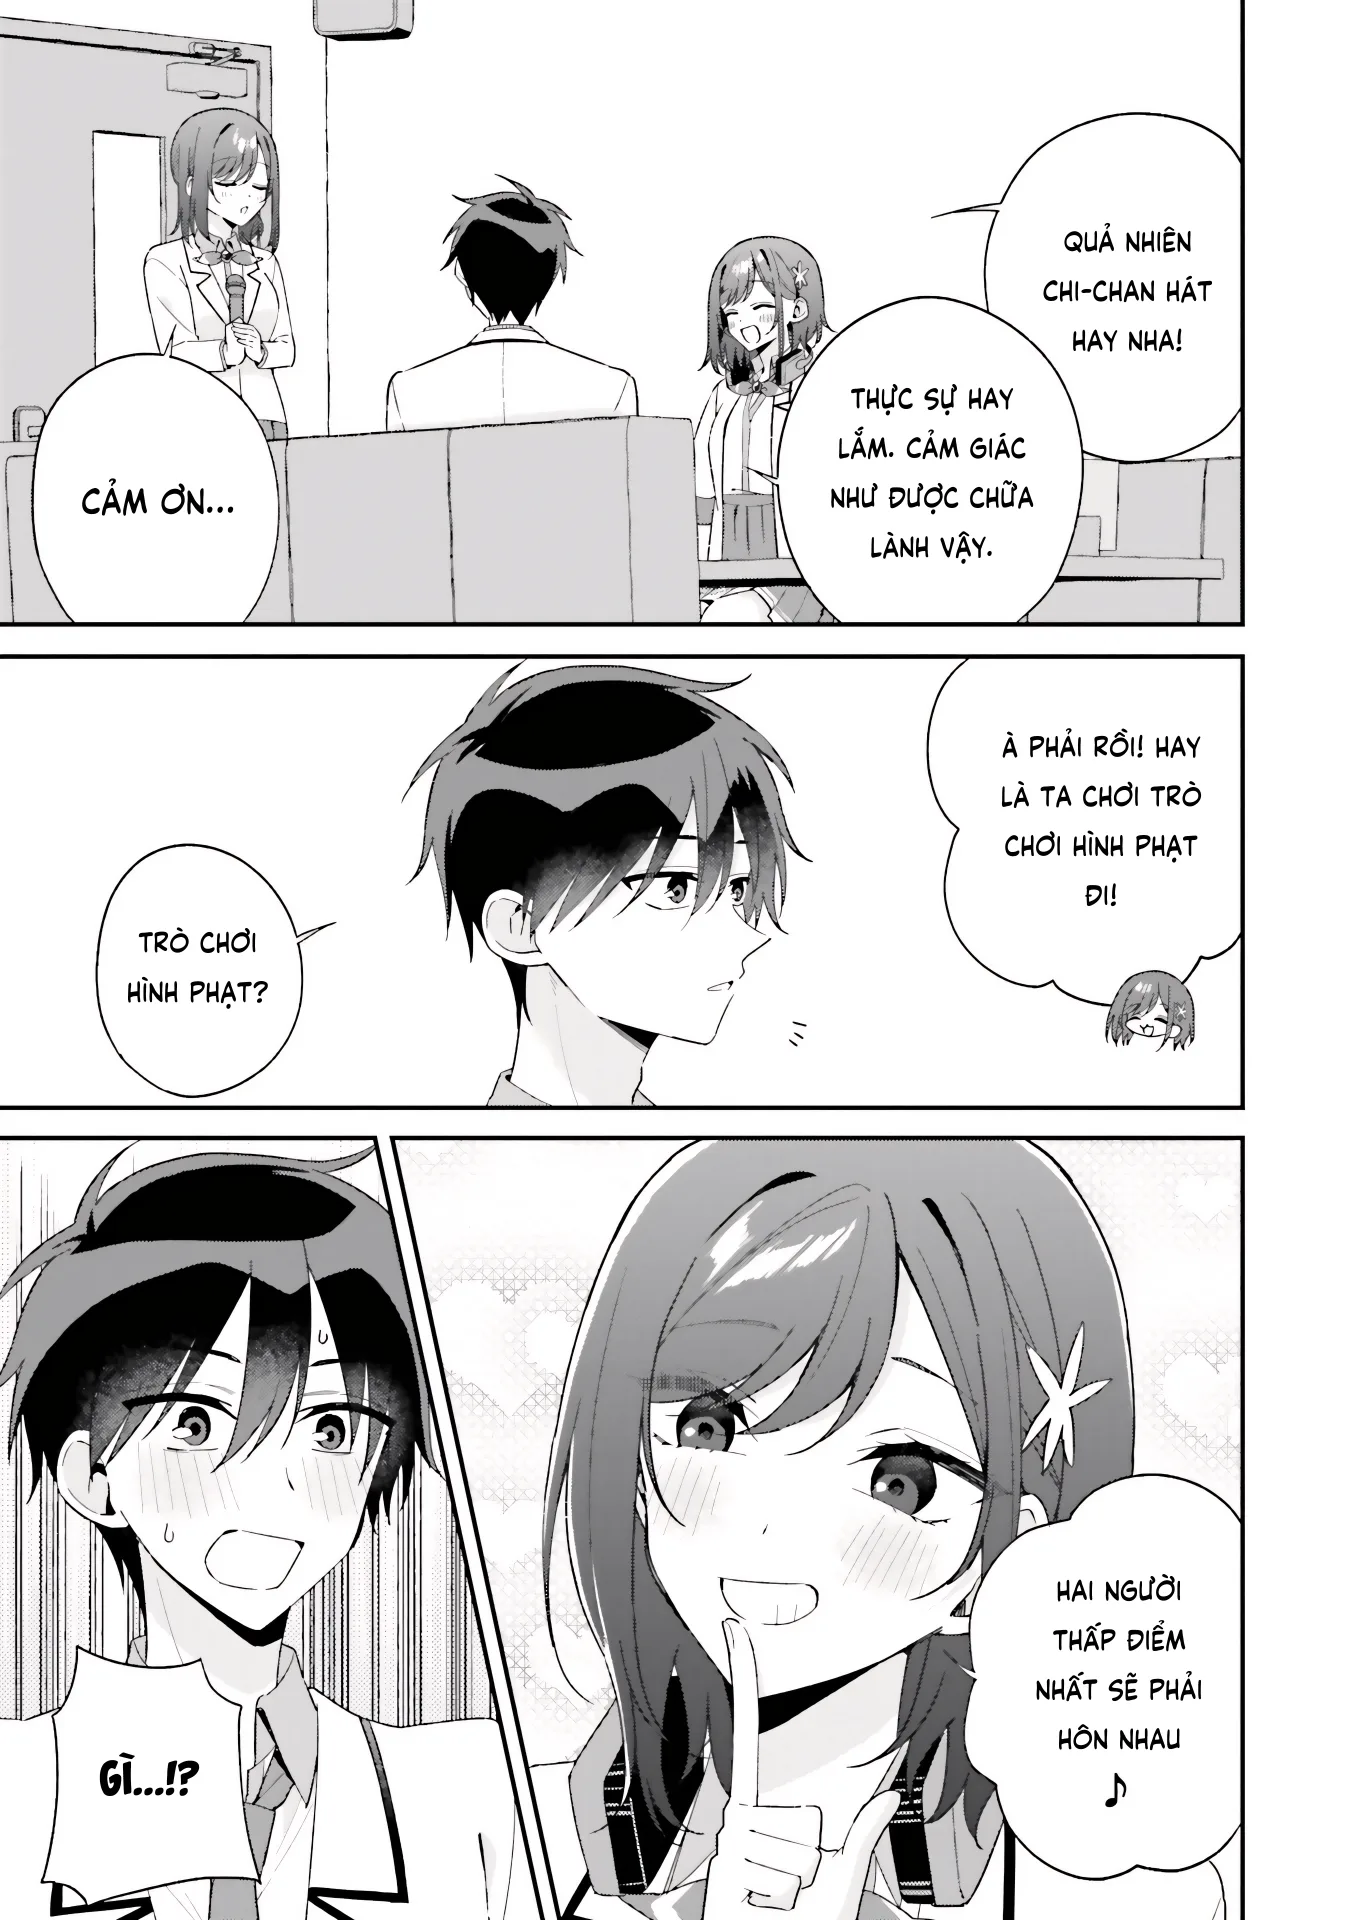 QUẢ NHIÊN
CHI-CHAN HÁT
HAY NHA!
THỰC SỰ HAY
LẮM. CẢM GIÁC
NHƯ ĐƯỢC CHỮA
LÀNH VẬY.
CẢM ƠN...
À PHẢI RỒI! HAY
LÀ TA CHƠI TRÒ
CHƠI HÌNH PHẠT
ĐI!
TRÒ CHƠI
HÌNH PHẠT?
HAI NGƯỜI
THẤP ĐIỂM
NHẤT SẼ PHẢI
HÔN NHAU
♪
GÌ...!?